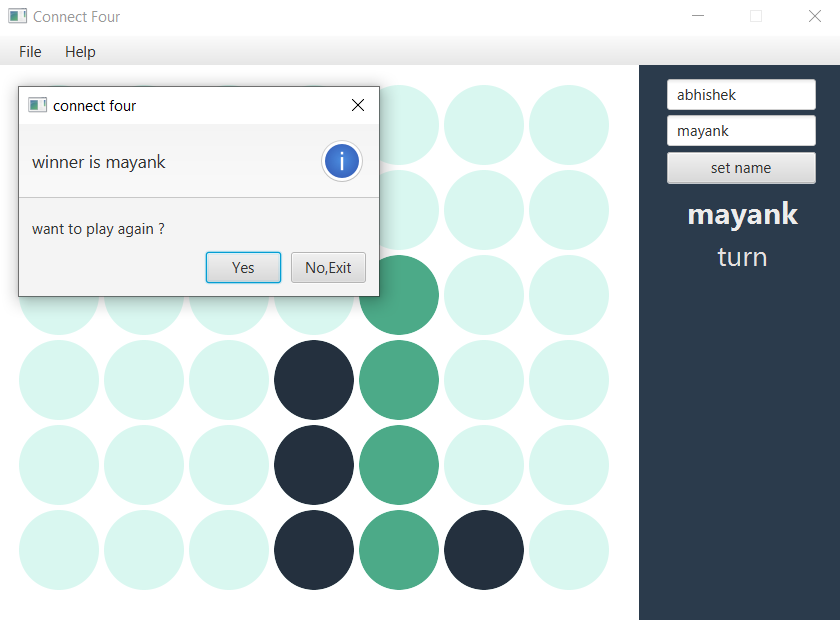 Connect Four
File Help
connect four
winner is mayank
i
want to play again ?
Yes No,Exit
abhishek
mayank
set name
mayank
turn